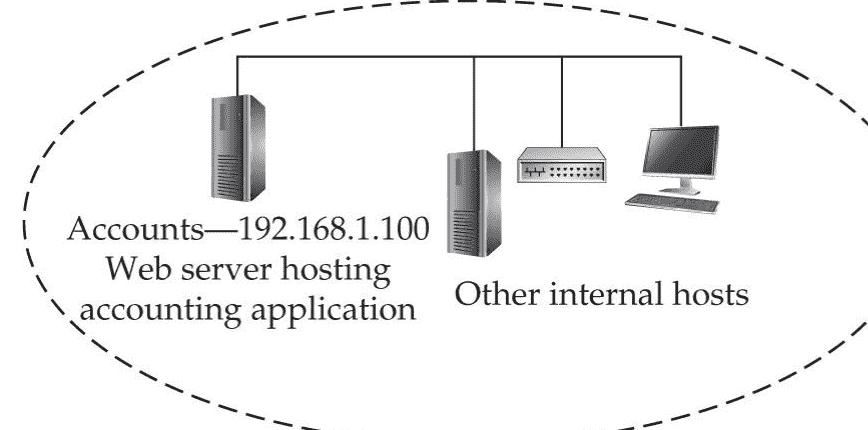 Accounts—192.168.1.100
Web server hosting
accounting application
Other internal hosts